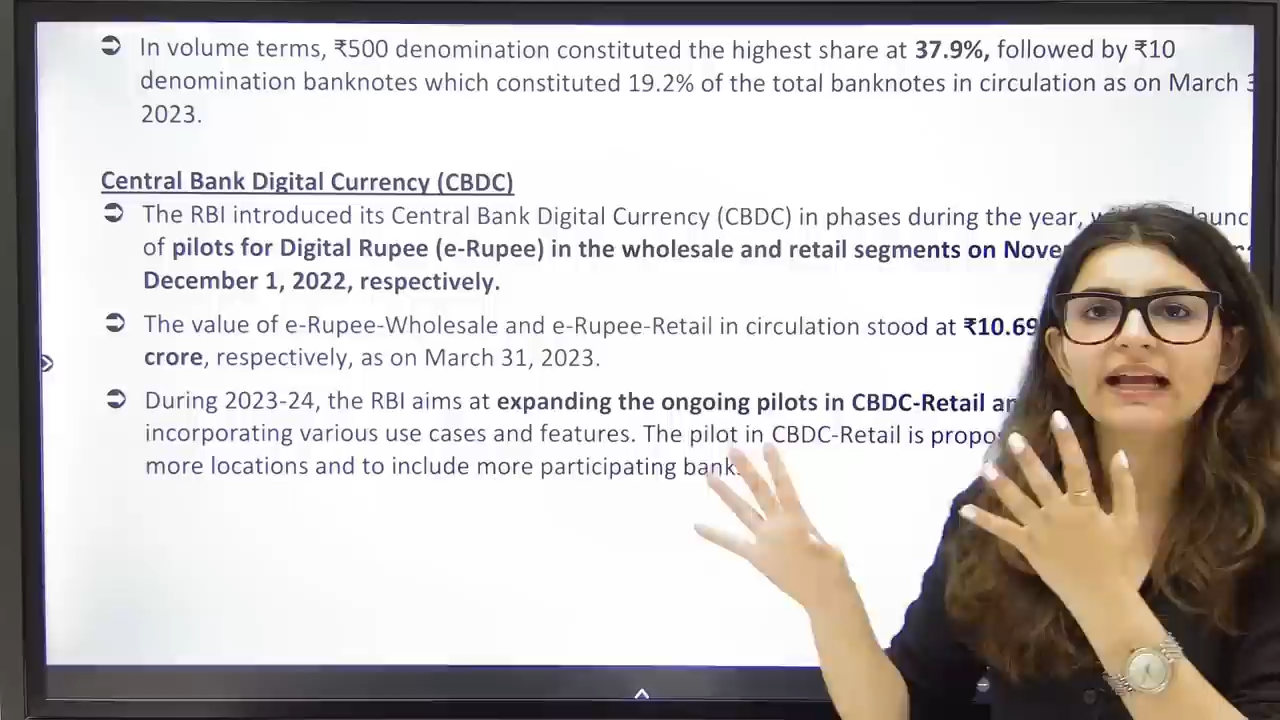 In volume terms, ₹500 denomination constituted the highest share at 37.9%, followed by ₹10
denomination banknotes which constituted 19.2% of the total banknotes in circulation as on March
2023.
Central Bank Digital Currency (CBDC)
The RBI introduced its Central Bank Digital Currency (CBDC) in phases during the year,
of pilots for Digital Rupee (e-Rupee) in the wholesale and retail segments on
December 1, 2022, respectively.
The value of e-Rupee-Wholesale and e-Rupee-Retail in circulation stood at ₹10.69
crore, respectively, as on March 31, 2023.
During 2023-24, the RBI aims at expanding the ongoing pilots in CBDC-Retail
incorporating various use cases and features. The pilot in CBDC-Retail is
more locations and to include more participating